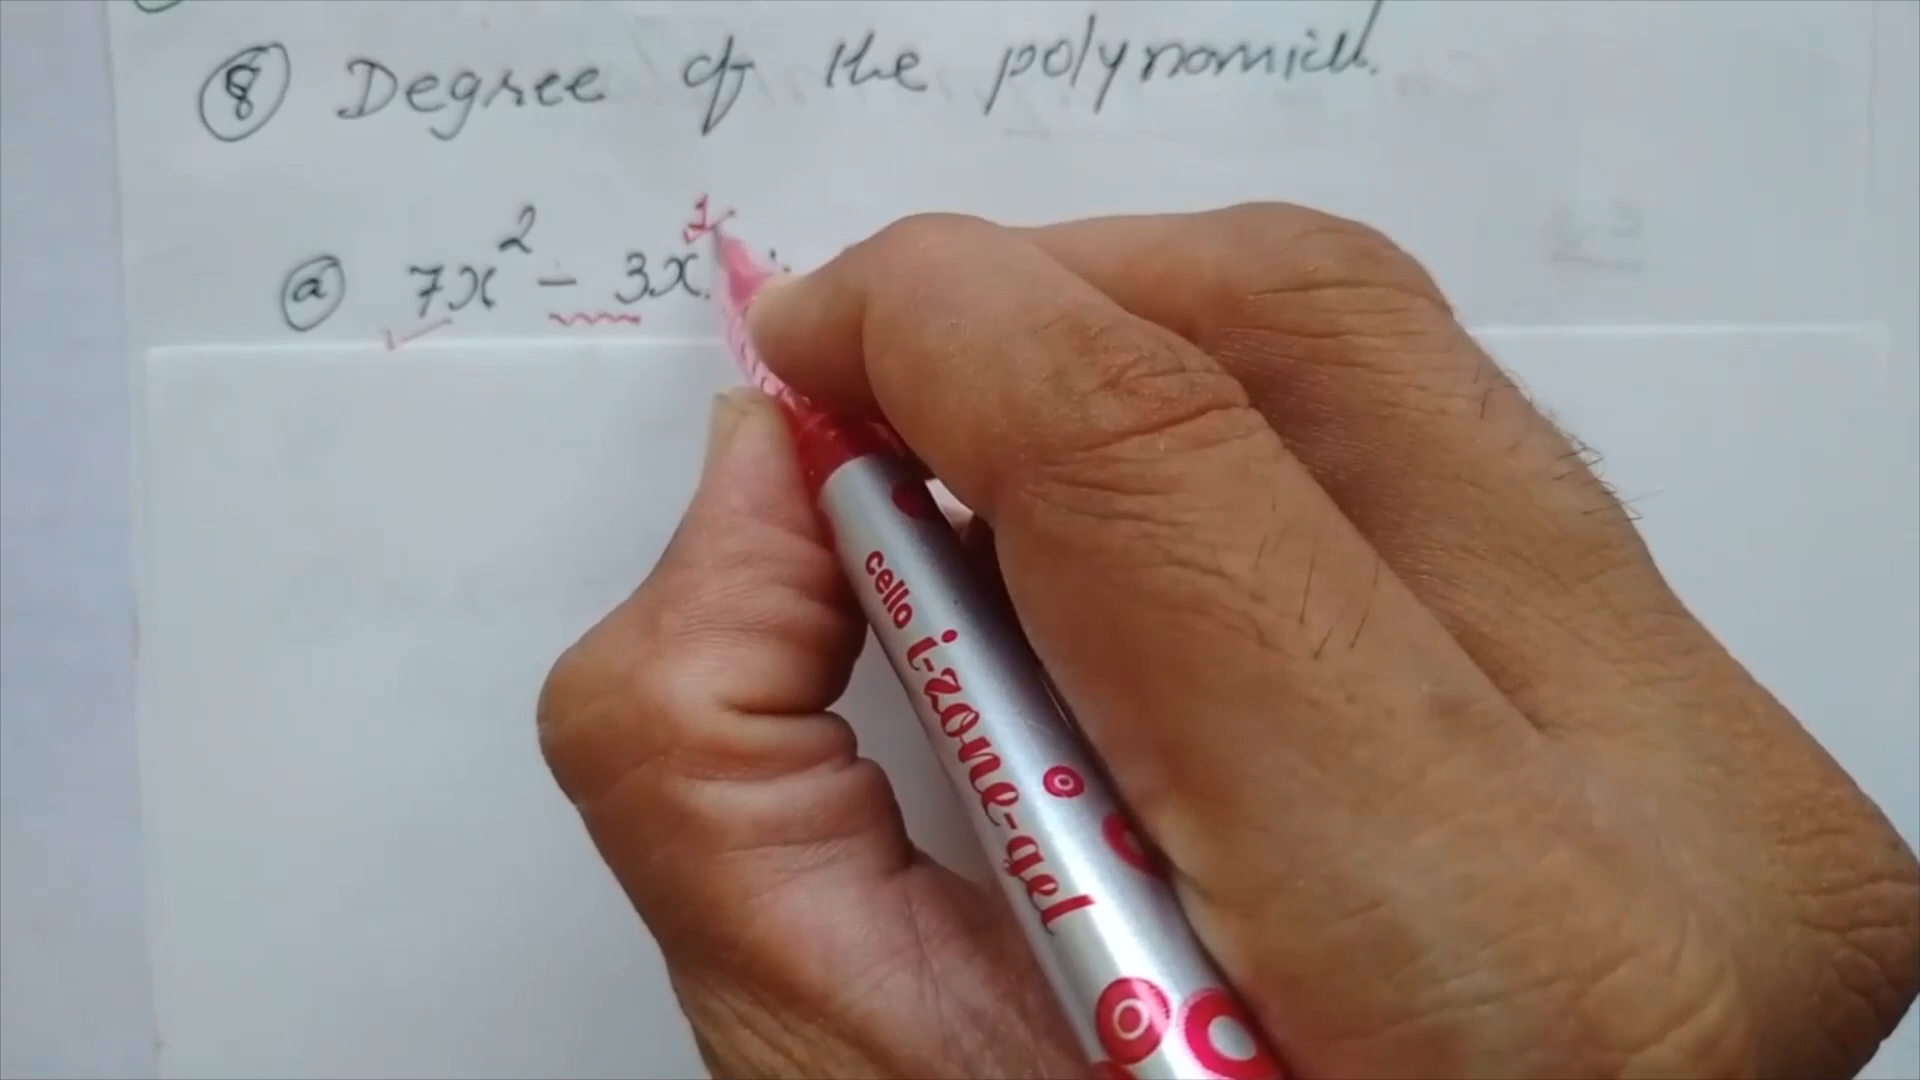 ⑧ Degree of the polynomial.
ⓐ 7x² - 3x¹
cello i-zone-gel